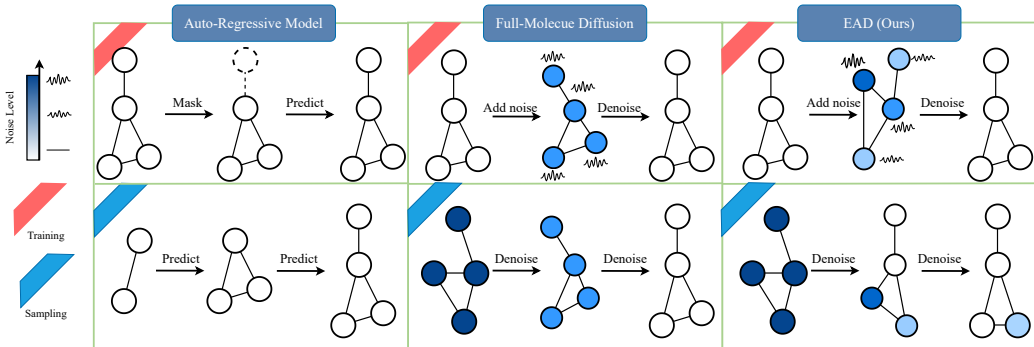 Auto-Regressive Model
Full-Molecue Diffusion
EAD (Ours)
Noise Level
Mask
Predict
Add noise
Denoise
Add noise
Denoise
Training
Predict
Predict
Denoise
Denoise
Denoise
Denoise
Sampling